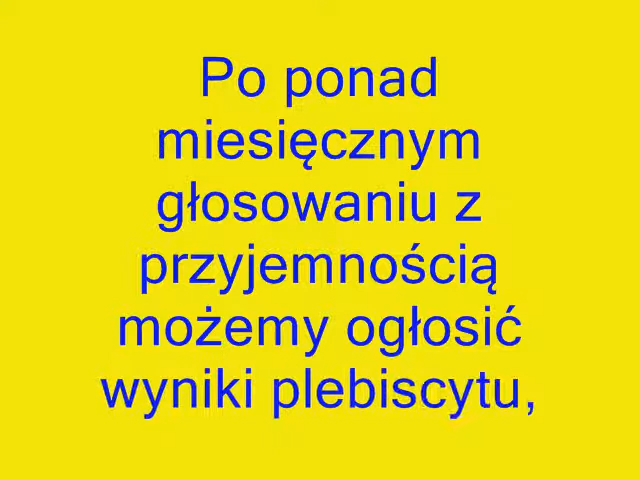 Po ponad
miesięcznym
głosowaniu z
przyjemnością
możemy ogłosić
wyniki plebiscytu,